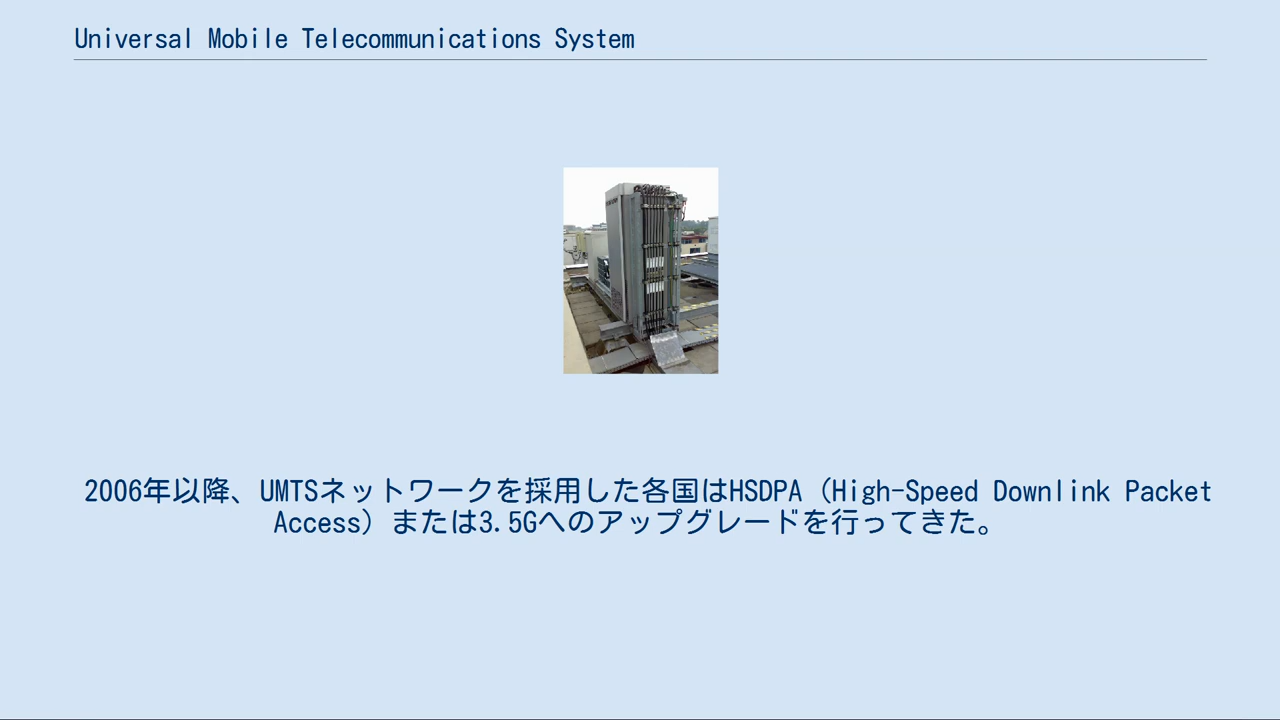 Universal Mobile Telecommunications System
2006年以降、UMTSネットワークを採用した各国はHSDPA（High-Speed Downlink Packet
Access）または3.5Gへのアップグレードを行ってきた。